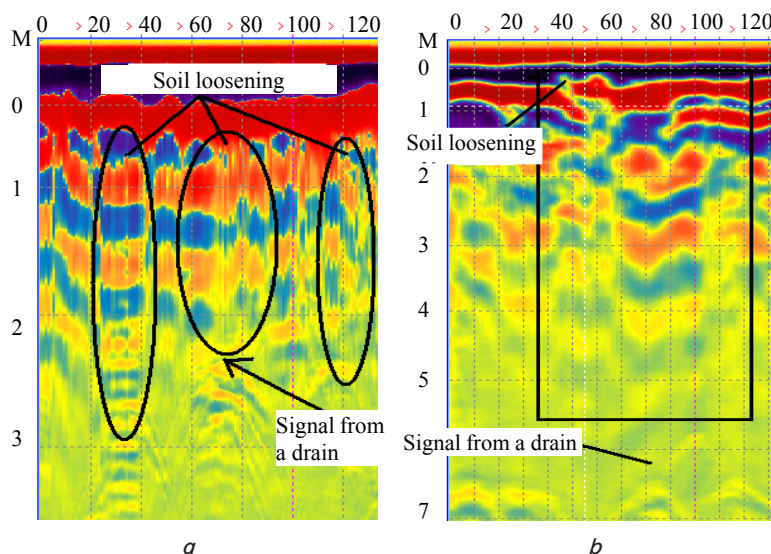 M
0 > 20 > 40 > 60 > 80 > 100 > 120 >
Soil loosening
0
1
2
3
Signal from
a drain
a
M
0 > 20 > 40 > 60 > 80 > 100 > 120
0
1
Soil loosening
2
3
4
5
Signal from a drain
7
b